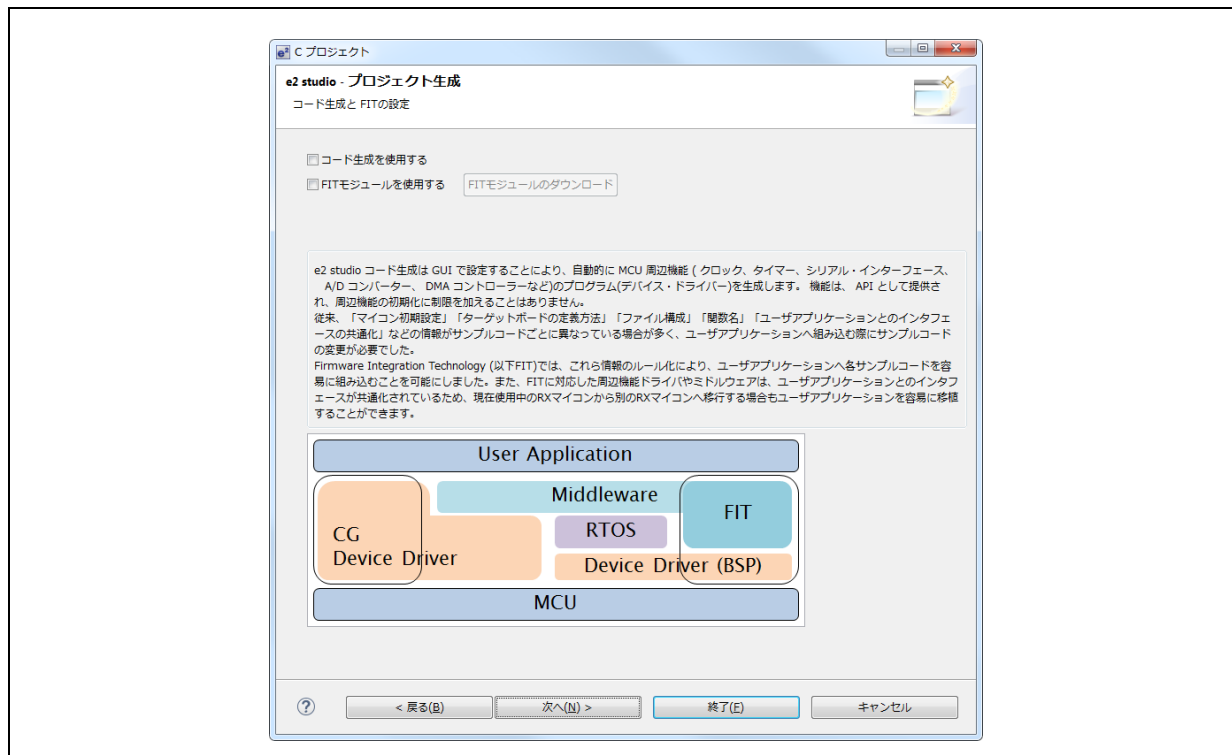 e² C プロジェクト
e2 studio - プロジェクト生成
コード生成と FITの設定
コード生成を使用する
FITモジュールを使用する FITモジュールのダウンロード
e2 studio コード生成は GUI で設定することにより、自動的に MCU 周辺機能 ( クロック、タイマー、シリアル・インターフェース、
A/D コンバーター、 DMA コントローラーなど)のプログラム(デバイス・ドライバー)を生成します。 機能は、 API として提供さ
れ、周辺機能の初期化に制限を加えることはありません。
従来、「マイコン初期設定」「ターゲットボードの定義方法」「ファイル構成」「関数名」「ユーザアプリケーションとのインタフェ
ースの共通化」などの情報がサンプルコードごとに異なっている場合が多く、ユーザアプリケーションへ組み込む際にサンプルコード
の変更が必要でした。
Firmware Integration Technology (以下FIT)では、これら情報のルール化により、ユーザアプリケーションへ各サンプルコードを容
易に組み込むことを可能にしました。また、FITに対応した周辺機能ドライバやミドルウェアは、ユーザアプリケーションとのインタフ
ェースが共通化されているため、現在使用中のRXマイコンから別のRXマイコンへ移行する場合もユーザアプリケーションを容易に移植
することができます。
User Application
Middleware
FIT
RTOS
CG
Device Driver
Device Driver (BSP)
MCU
? < 戻る(B) 次へ(N) > 終了(F) キャンセル